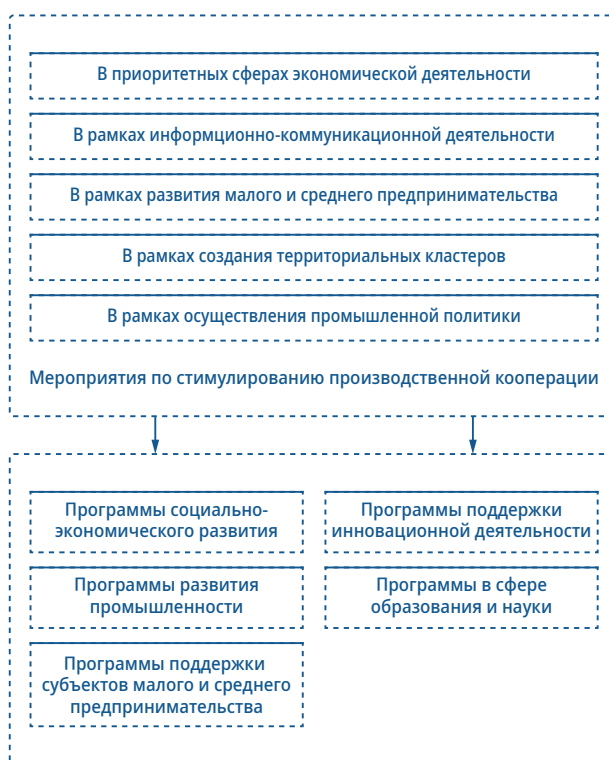 В приоритетных сферах экономической деятельности
В рамках информционно-коммуникационной деятельности
В рамках развития малого и среднего предпринимательства
В рамках создания территориальных кластеров
В рамках осуществления промышленной политики
Мероприятия по стимулированию производственной кооперации
Программы социально-
экономического развития
Программы поддержки
инновационной деятельности
Программы развития
промышленности
Программы в сфере
образования и науки
Программы поддержки
субъектов малого и среднего
предпринимательства